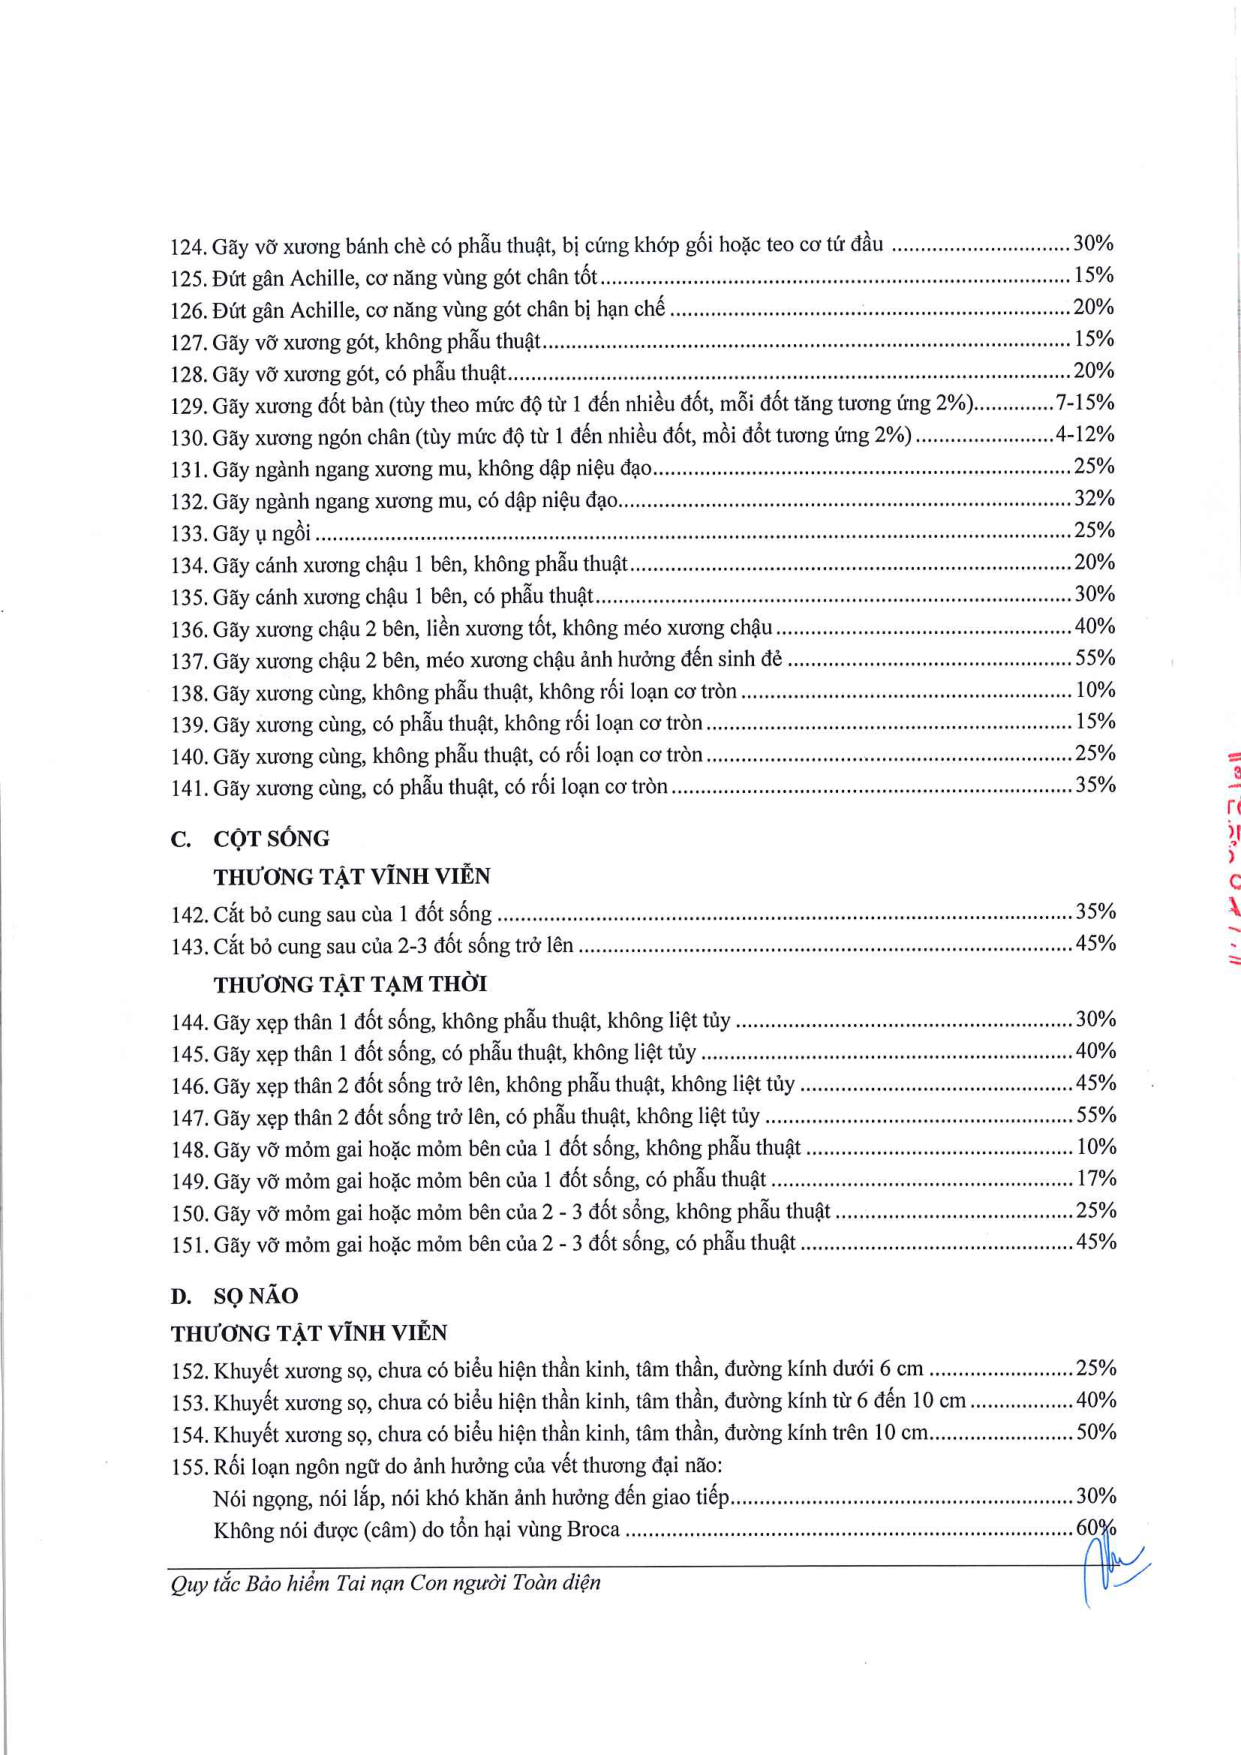 124. Gãy vỡ xương bánh chè có phẫu thuật, bị cứng khớp gối hoặc teo cơ tứ đầu ..............................30%
125. Đứt gân Achille, cơ năng vùng gót chân tốt..............................15%
126. Đứt gân Achille, cơ năng vùng gót chân bị hạn chế ..............................20%
127. Gãy vỡ xương gót, không phẫu thuật..............................15%
128. Gãy vỡ xương gót, có phẫu thuật..............................20%
129. Gãy xương đốt bàn (tùy theo mức độ từ 1 đến nhiều đốt, mỗi đốt tăng tương ứng 2%)..............7-15%
130. Gãy xương ngón chân (tùy mức độ từ 1 đến nhiều đốt, mồi đổt tương ứng 2%) ........................4-12%
131. Gãy ngành ngang xương mu, không dập niệu đạo..............................25%
132. Gãy ngành ngang xương mu, có dập niệu đạo..............................32%
133. Gãy ụ ngồi ..............................25%
134. Gãy cánh xương chậu 1 bên, không phẫu thuật..............................20%
135. Gãy cánh xương chậu 1 bên, có phẫu thuật..............................30%
136. Gãy xương chậu 2 bên, liền xương tốt, không méo xương chậu ..............................40%
137. Gãy xương chậu 2 bên, méo xương chậu ảnh hưởng đến sinh đẻ ..............................55%
138. Gãy xương cùng, không phẫu thuật, không rối loạn cơ tròn ..............................10%
139. Gãy xương cùng, có phẫu thuật, không rối loạn cơ tròn ..............................15%
140. Gãy xương cùng, không phẫu thuật, có rối loạn cơ tròn ..............................25%
141. Gãy xương cùng, có phẫu thuật, có rối loạn cơ tròn ..............................35%
C. CỘT SỐNG
THƯƠNG TẬT VĨNH VIỄN
142. Cắt bỏ cung sau cùa 1 đốt sống ..............................35%
143. Cắt bỏ cung sau của 2-3 đốt sống trở lên ..............................45%
THƯƠNG TẬT TẠM THỜI
144. Gãy xẹp thân 1 đốt sống, không phẫu thuật, không liệt tủy ..............................30%
145. Gãy xẹp thân 1 đốt sống, có phẫu thuật, không liệt tủy ..............................40%
146. Gãy xẹp thân 2 đốt sống trở lên, không phẫu thuật, không liệt tủy ..............................45%
147. Gãy xẹp thân 2 đốt sống trở lên, có phẫu thuật, không liệt tủy ..............................55%
148. Gãy vỡ mỏm gai hoặc mỏm bên của 1 đốt sống, không phẫu thuật ..............................10%
149. Gãy vỡ mỏm gai hoặc mỏm bên của 1 đốt sống, có phẫu thuật ..............................17%
150. Gãy vỡ mỏm gai hoặc mỏm bên của 2 - 3 đốt sổng, không phẫu thuật ..............................25%
151. Gãy vỡ mỏm gai hoặc mỏm bên của 2 - 3 đốt sống, có phẫu thuật ..............................45%
D. SỌ NÃO
THƯƠNG TẬT VĨNH VIỄN
152. Khuyết xương sọ, chưa có biểu hiện thần kinh, tâm thần, đường kính dưới 6 cm ........................25%
153. Khuyết xương sọ, chưa có biểu hiện thần kinh, tâm thần, đường kính từ 6 đến 10 cm ..................40%
154. Khuyết xương sọ, chưa có biểu hiện thần kinh, tâm thần, đường kính trên 10 cm........................50%
155. Rối loạn ngôn ngữ do ảnh hưởng của vết thương đại não:
Nói ngọng, nói lắp, nói khó khăn ảnh hưởng đến giao tiếp..............................30%
Không nói được (câm) do tổn hại vùng Broca ..............................60%
Quy tắc Bảo hiểm Tai nạn Con người Toàn diện